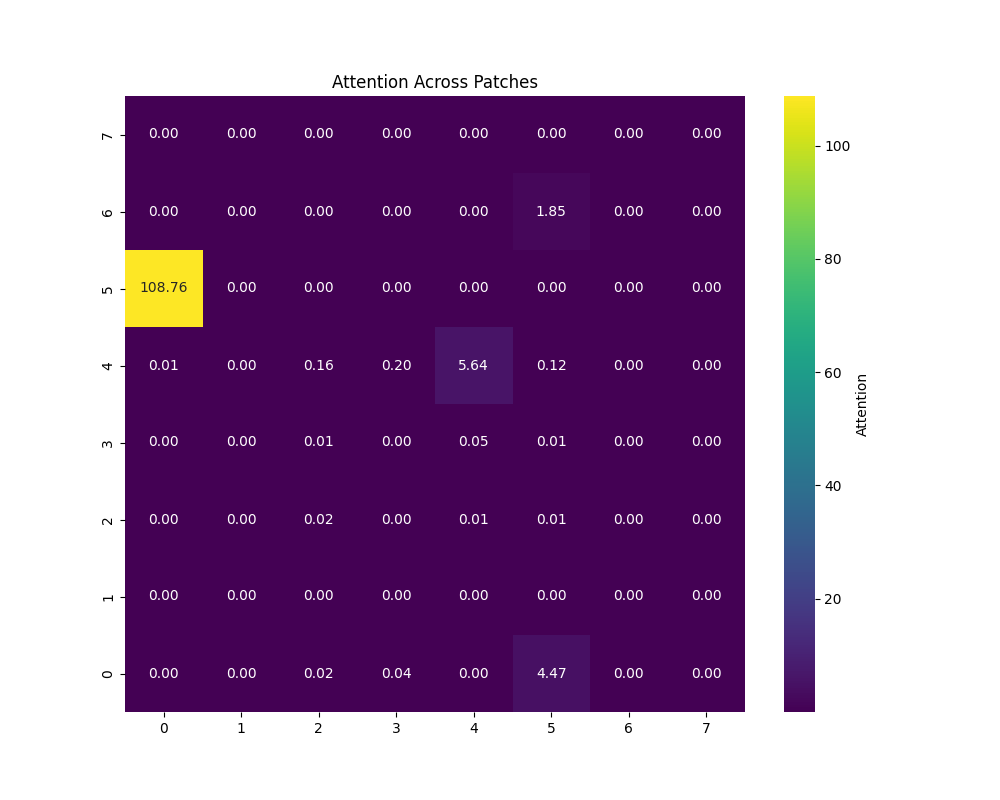 Attention Across Patches
7 0.00 0.00 0.00 0.00 0.00 0.00 0.00 0.00
6 0.00 0.00 0.00 0.00 0.00 1.85 0.00 0.00
5 108.76 0.00 0.00 0.00 0.00 0.00 0.00 0.00
4 0.01 0.00 0.16 0.20 5.64 0.12 0.00 0.00
3 0.00 0.00 0.01 0.00 0.05 0.01 0.00 0.00
2 0.00 0.00 0.02 0.00 0.01 0.01 0.00 0.00
1 0.00 0.00 0.00 0.00 0.00 0.00 0.00 0.00
0 0.00 0.00 0.02 0.04 0.00 4.47 0.00 0.00
0 1 2 3 4 5 6 7
100
80
60
40
20
Attention